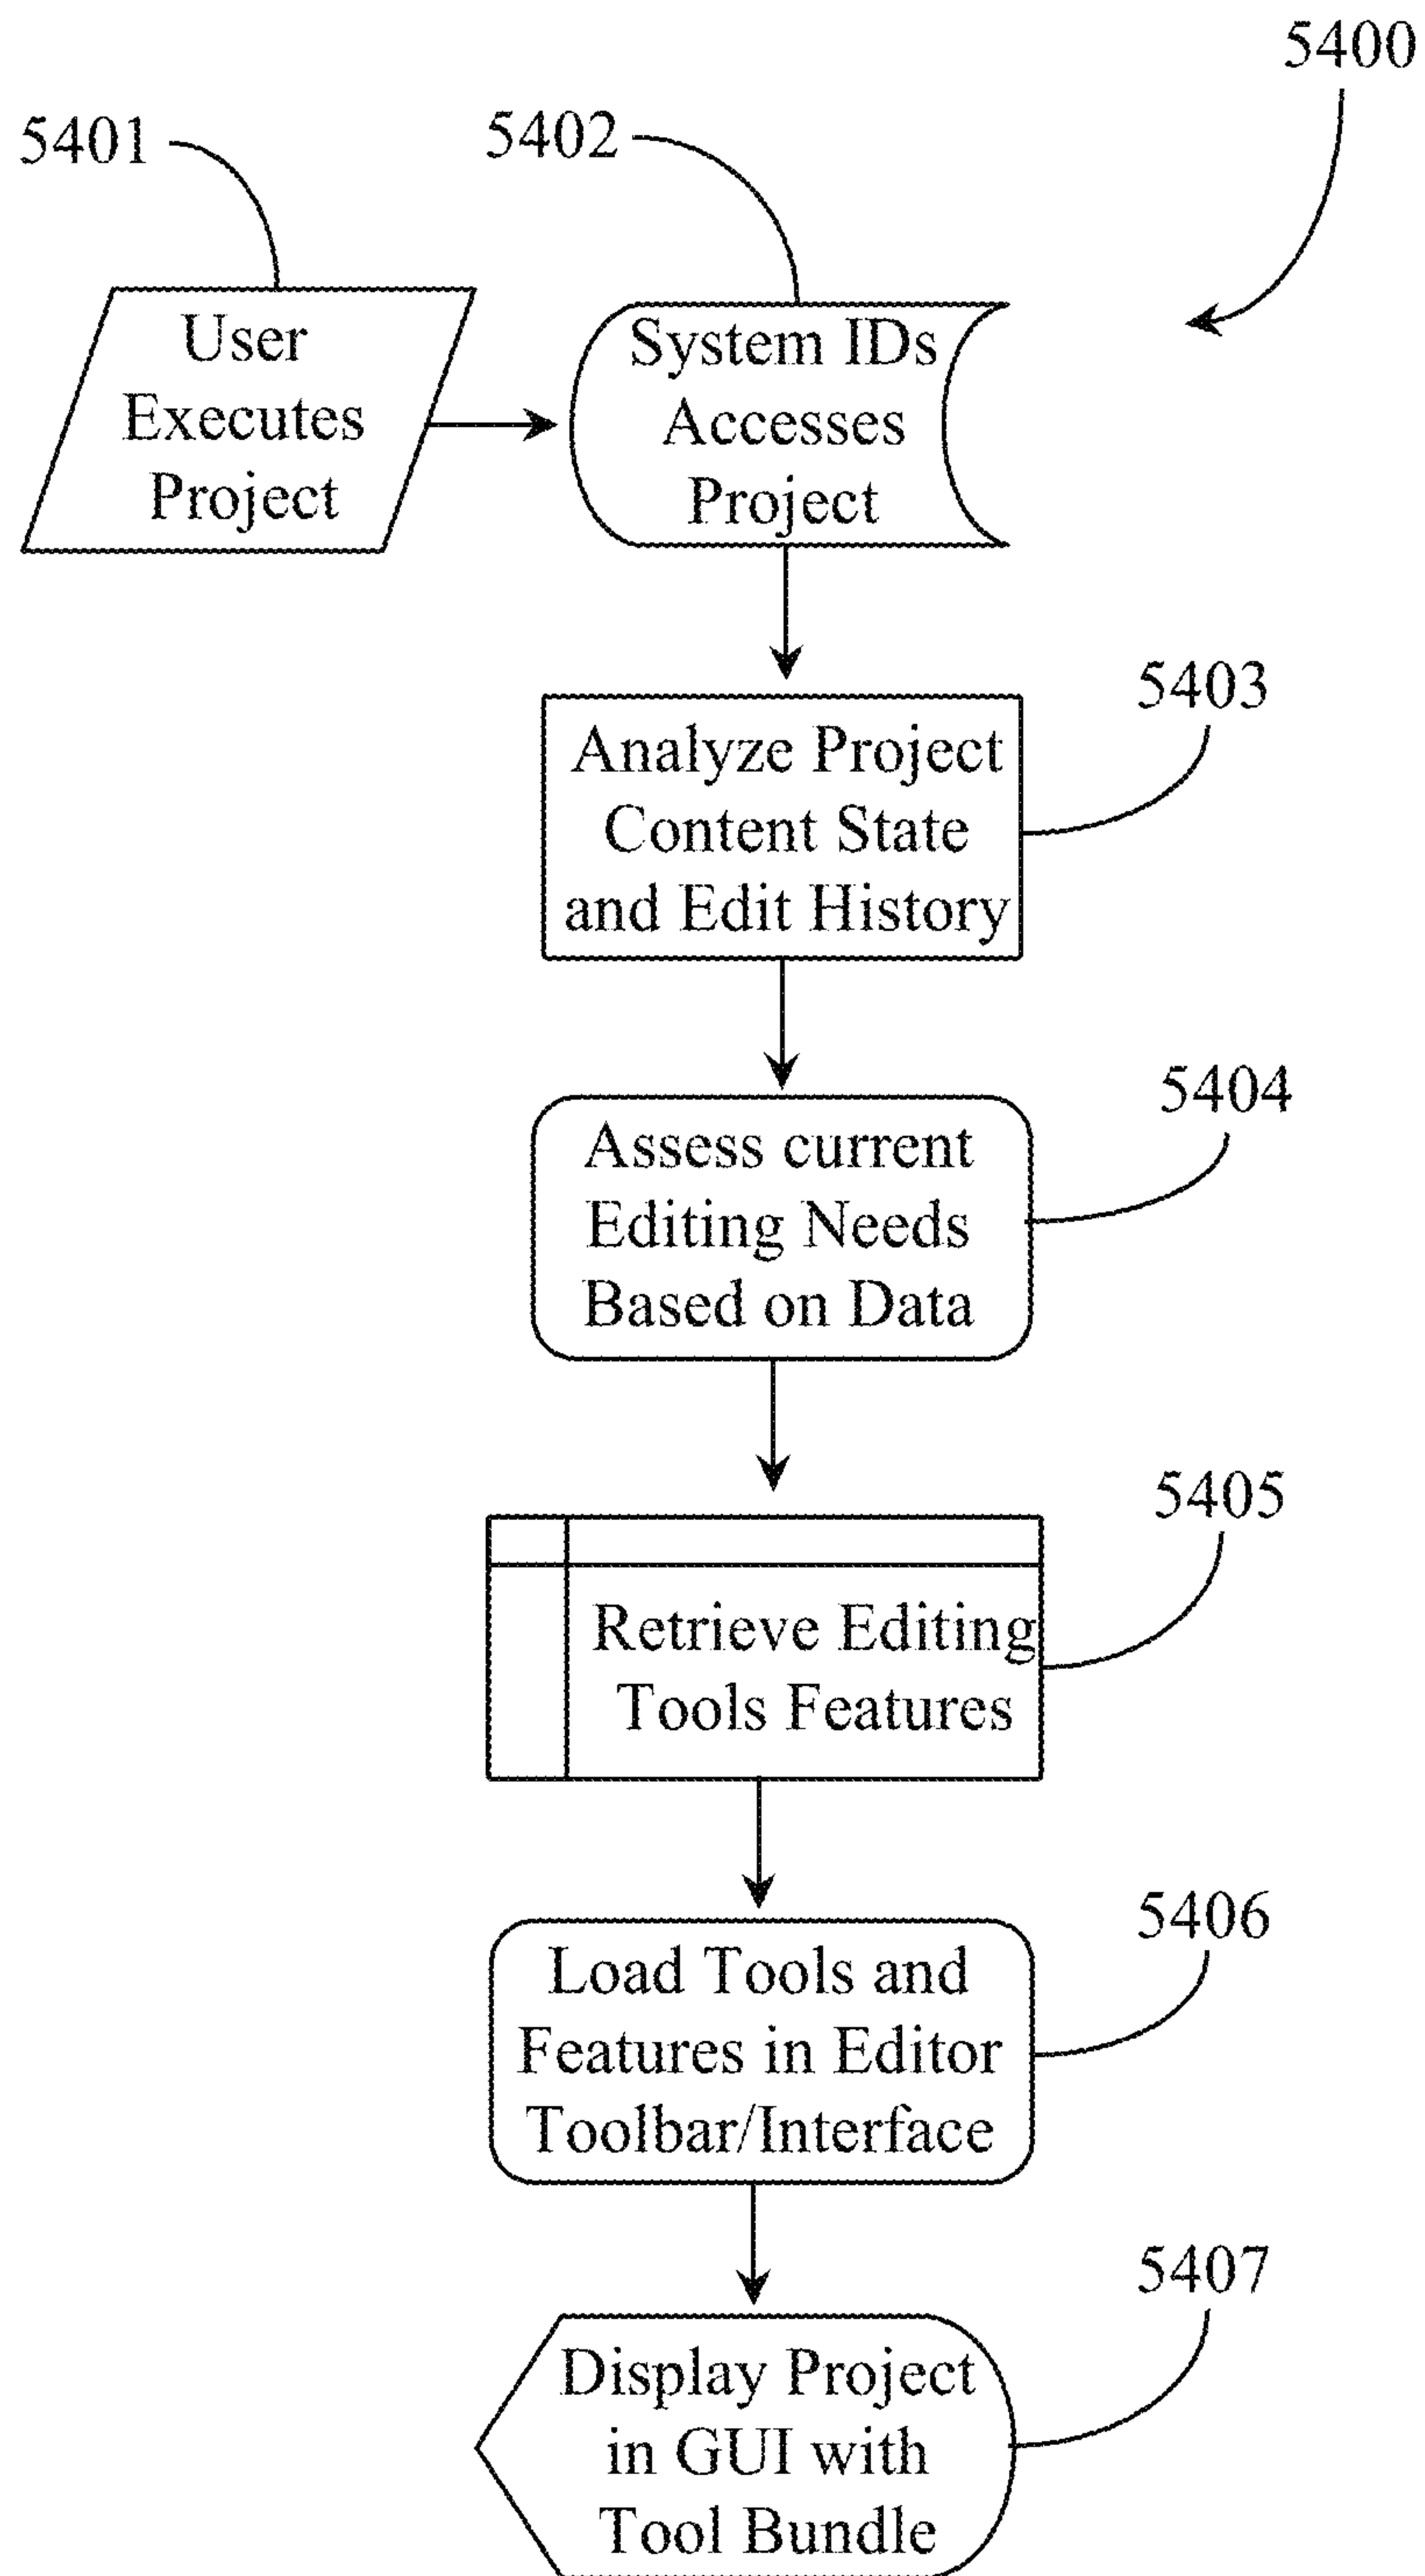 5400
5401
5402
User
Executes
Project
System IDs
Accesses
Project
5403
Analyze Project
Content State
and Edit History
5404
Assess current
Editing Needs
Based on Data
5405
Retrieve Editing
Tools Features
5406
Load Tools and
Features in Editor
Toolbar/Interface
5407
Display Project
in GUI with
Tool Bundle